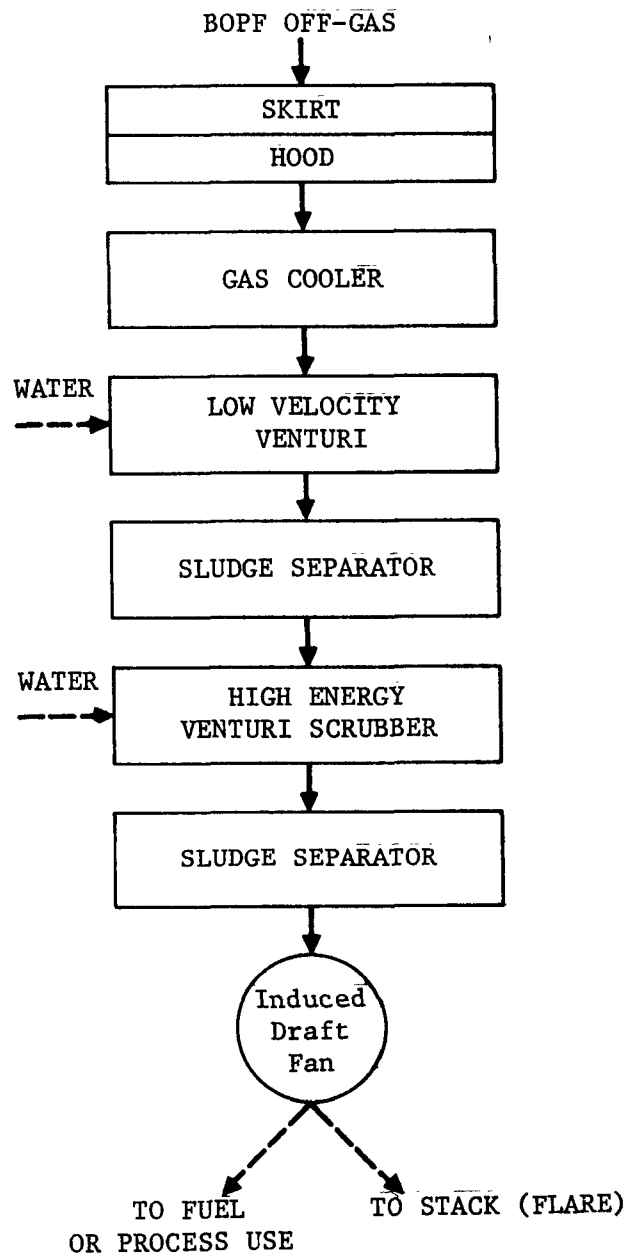 BOPF OFF-GAS
SKIRT
HOOD
GAS COOLER
WATER
LOW VELOCITY
VENTURI
SLUDGE SEPARATOR
WATER
HIGH ENERGY
VENTURI SCRUBBER
SLUDGE SEPARATOR
Induced
Draft
Fan
TO FUEL
OR PROCESS USE
TO STACK (FLARE)